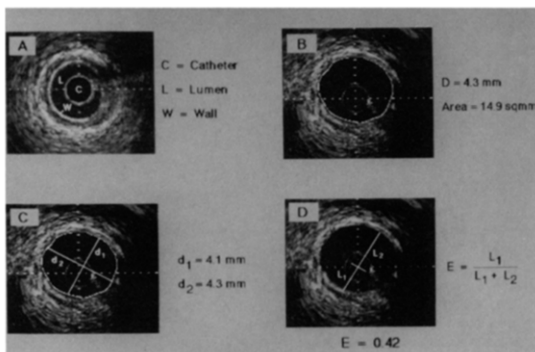 A
C = Catheter
L = Lumen
W = Wall
L
C
W
B
D = 4.3 mm
Area = 14.9 sqmm
C
d1
d2
d1 = 4.1 mm
d2 = 4.3 mm
D
L2
L1
E = L1
L1 + L2
E = 0.42